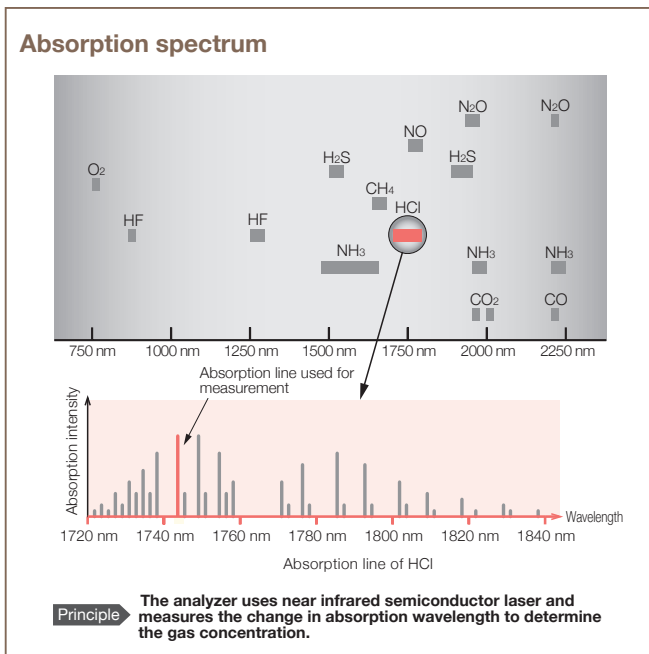 Absorption spectrum
N2O N2O
NO
H2S H2S
O2
CH4
HCl
HF HF
NH3 NH3 NH3
CO2 CO
750 nm 1000 nm 1250 nm 1500 nm 1750 nm 2000 nm 2250 nm
Absorption line used for
measurement
Absorption intensity
Wavelength
1720 nm 1740 nm 1760 nm 1780 nm 1800 nm 1820 nm 1840 nm
Absorption line of HCl
Principle
The analyzer uses near infrared semiconductor laser and
measures the change in absorption wavelength to determine
the gas concentration.